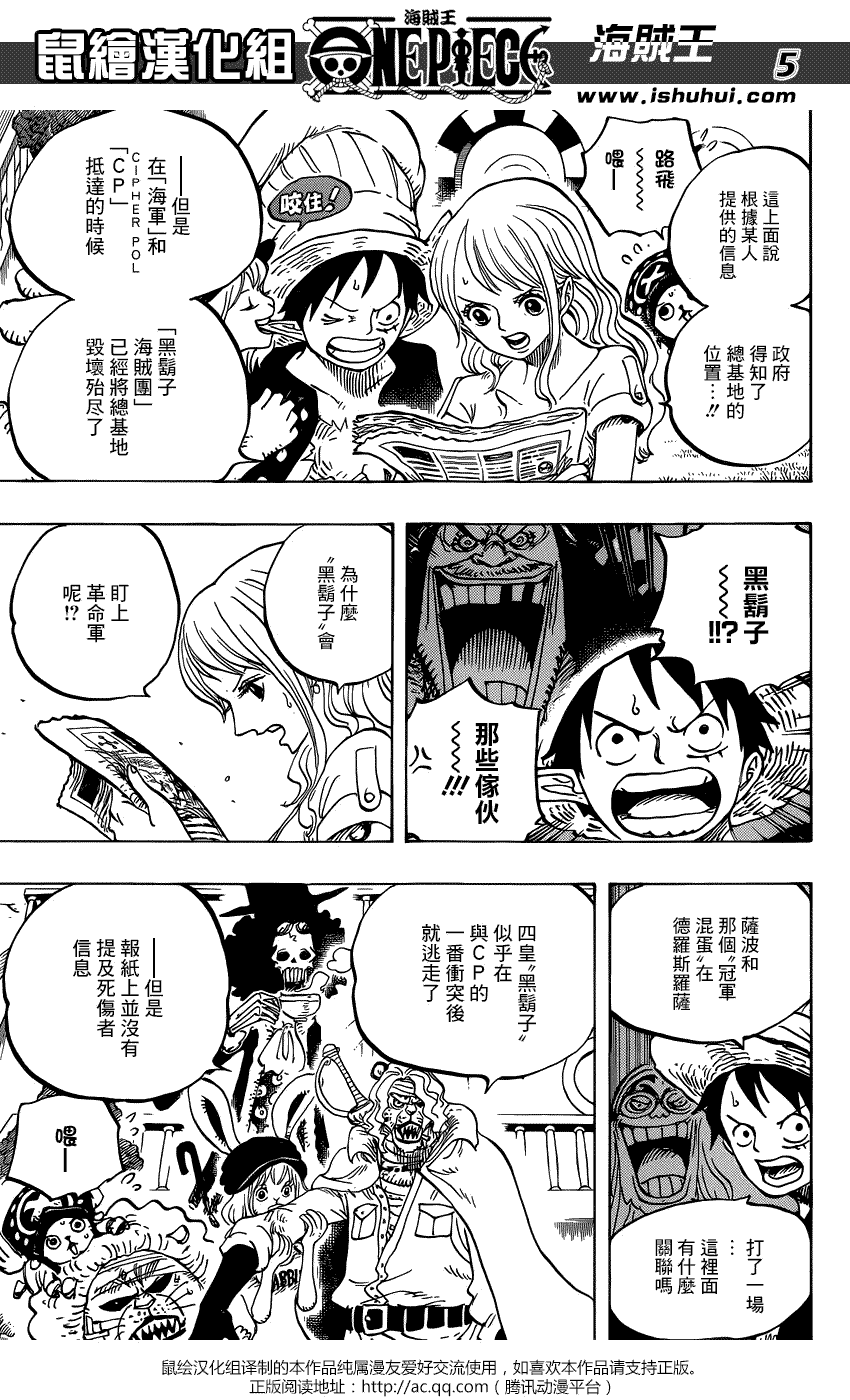 鼠繪漢化組
海賊王
ONE PIECE
海賊王
5
www.ishuhui.com
路飛
喂—
這上面說
根據某人
提供的信息
政府
得知了
總基地的
位置…!!
咬住!
——但是
在「海軍」和
CIPHER POL
「CP」
抵達的時候
「黑鬍子
海賊團」
已經將總基地
毀壞殆尽了
黑鬍子
!!?
那些傢伙
!!!
為什麼
〝黑鬍子〞會
盯上
革命軍
呢!?
薩波和
那個〝冠軍
混蛋〞在
德羅斯羅薩
打了一場
…
這裡面
有什麼
關聯嗎
四皇〝黑鬍子〞
似乎在
與CP的
一番衝突後
就逃走了
——但是
報紙上並沒有
提及死傷者
信息
喂—
鼠绘汉化组译制的本作品纯属漫友爱好交流使用，如喜欢本作品请支持正版。
正版阅读地址：http://ac.qq.com（腾讯动漫平台）